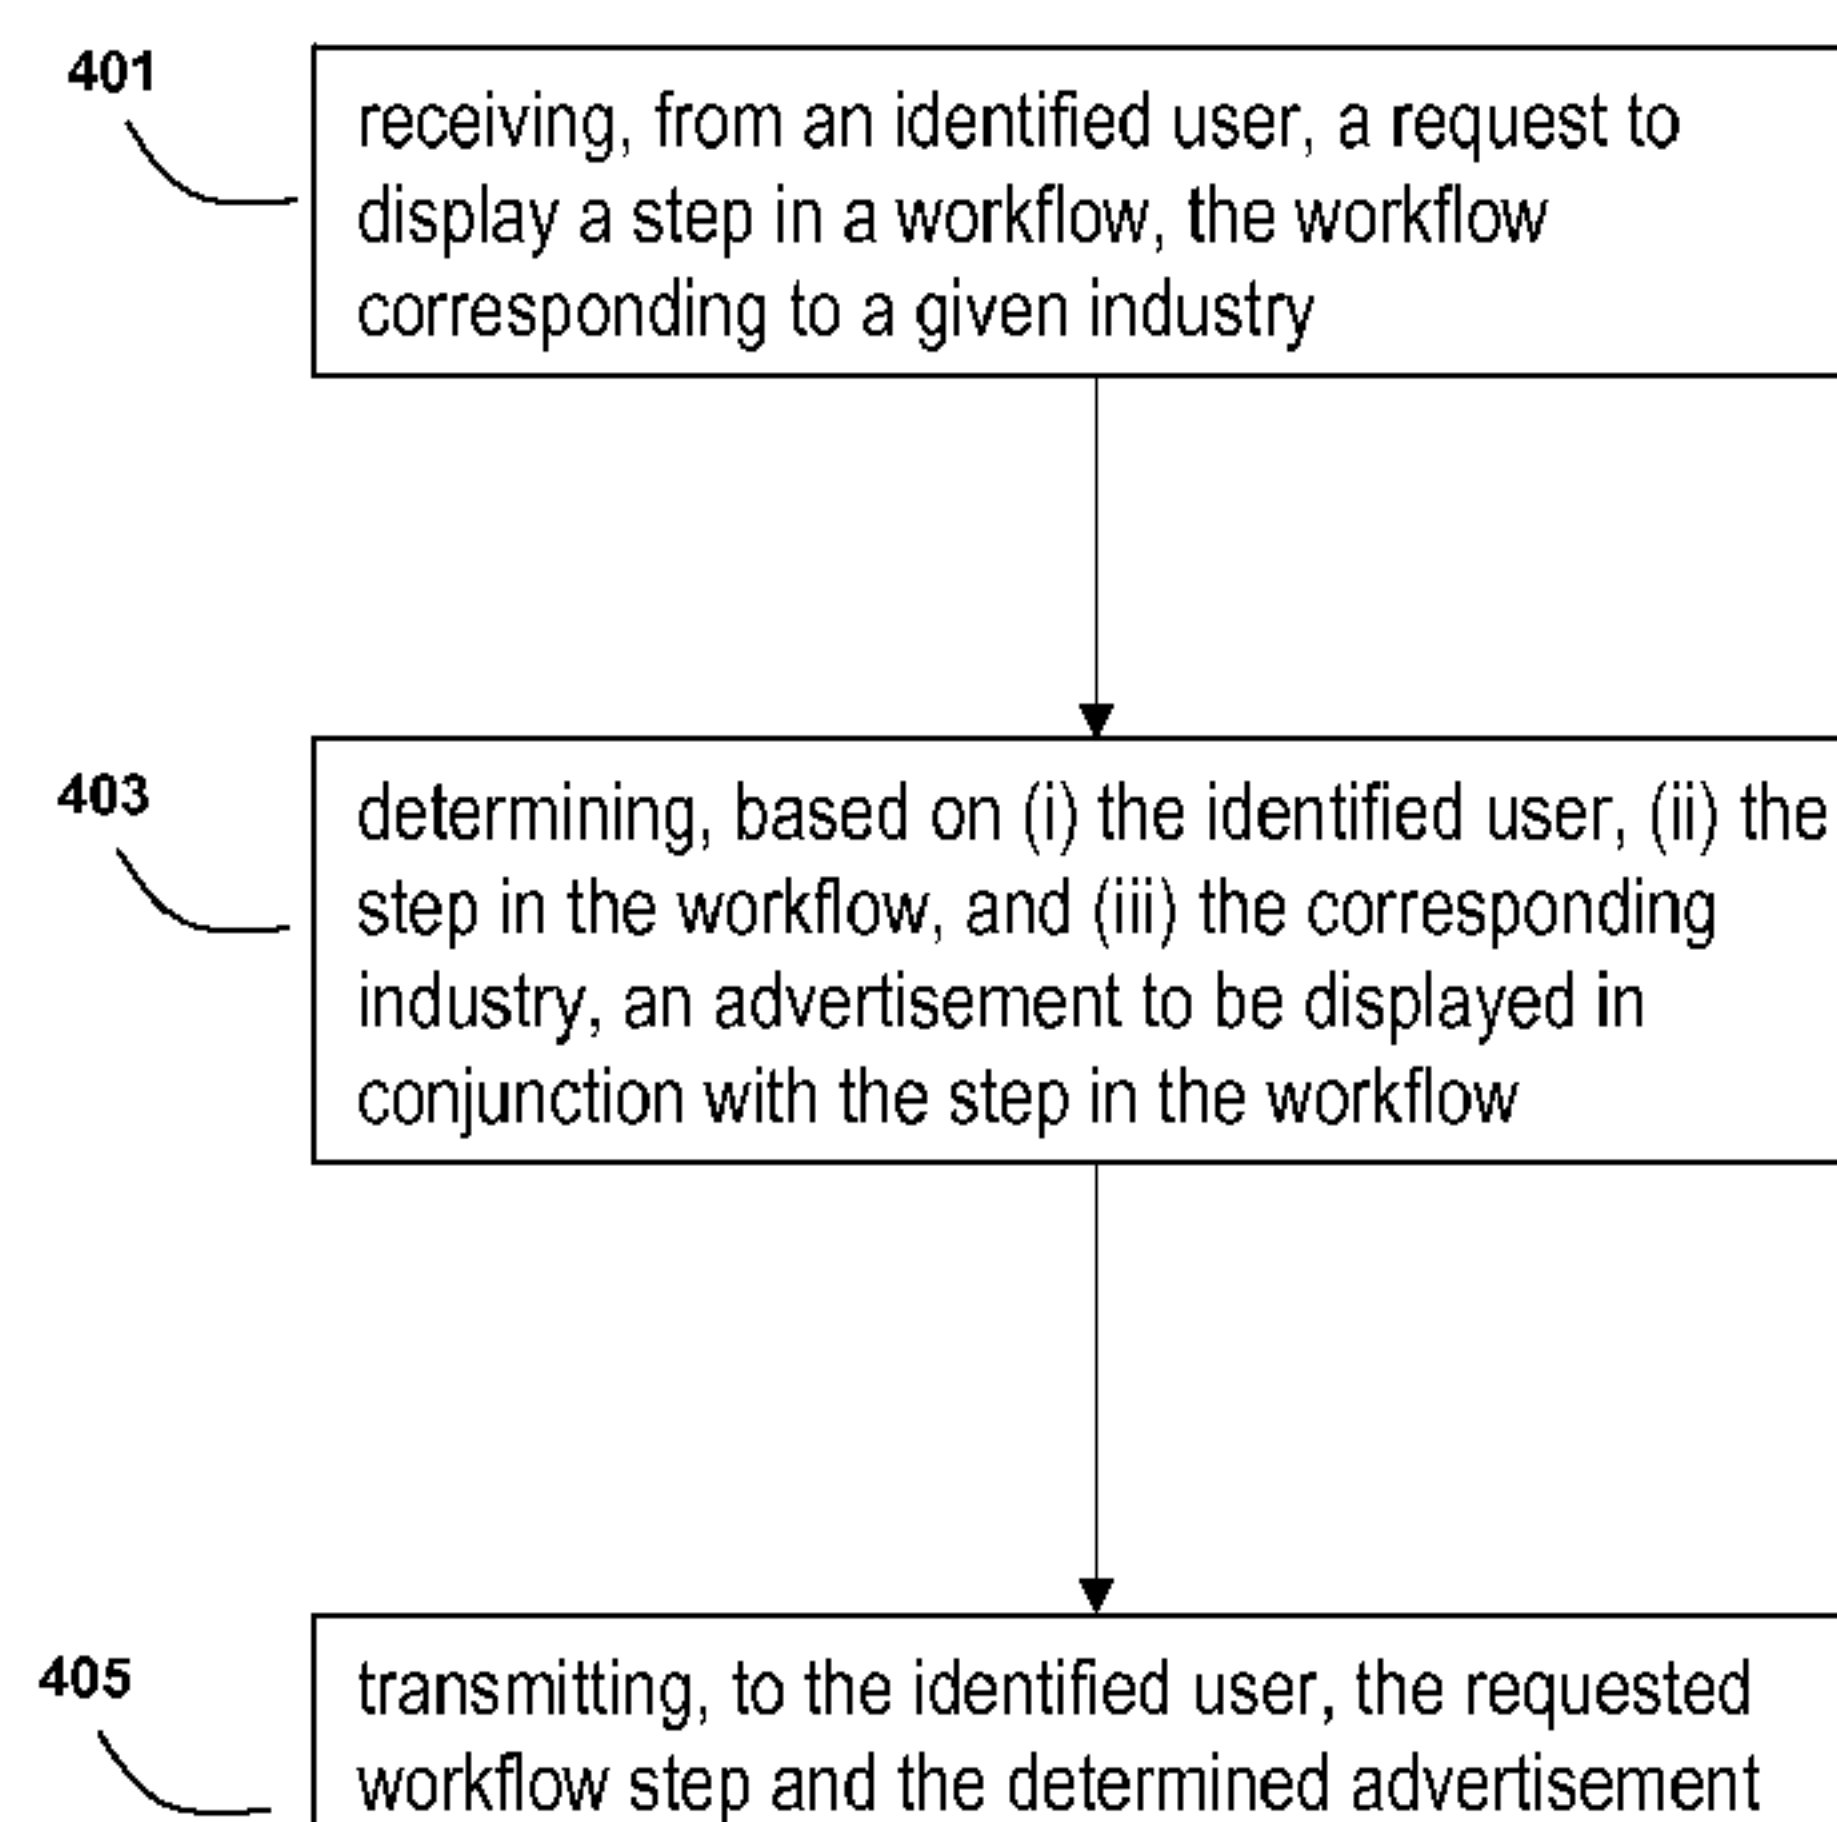 401
receiving, from an identified user, a request to
display a step in a workflow, the workflow
corresponding to a given industry
403
determining, based on (i) the identified user, (ii) the
step in the workflow, and (iii) the corresponding
industry, an advertisement to be displayed in
conjunction with the step in the workflow
405
transmitting, to the identified user, the requested
workflow step and the determined advertisement